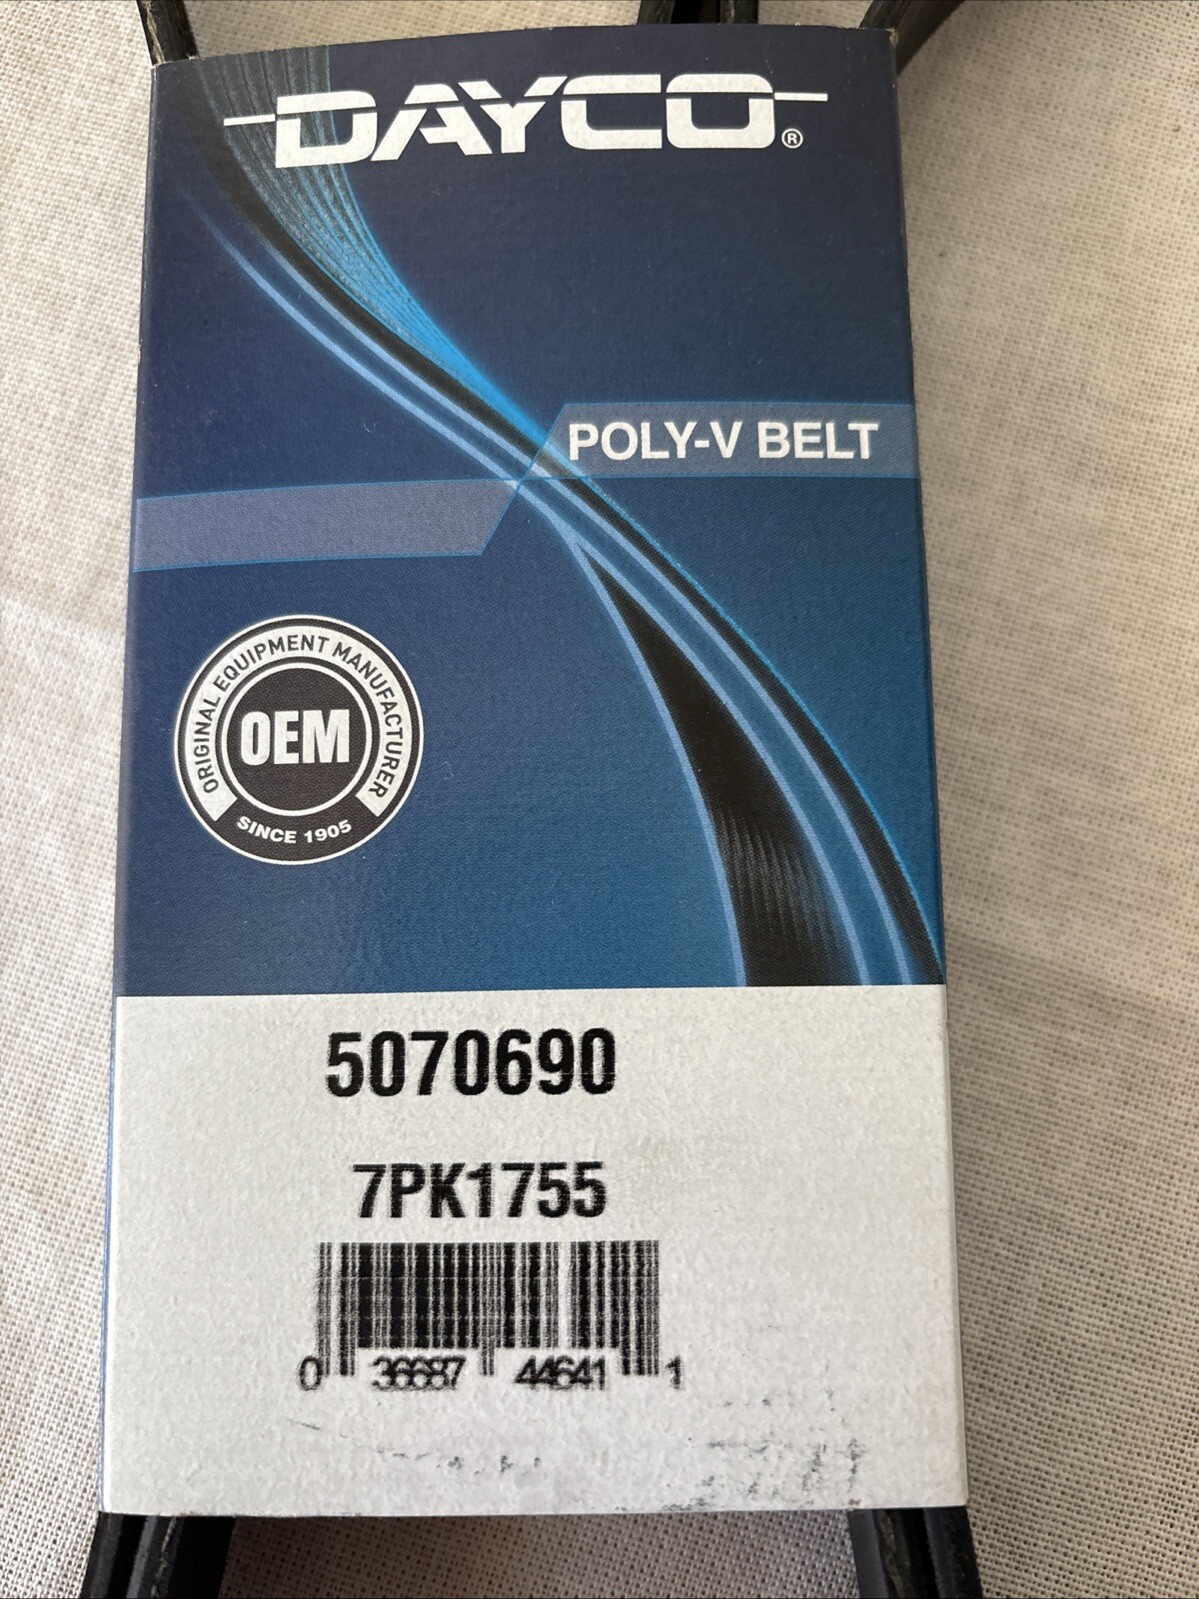 DAYCO®
POLY-V BELT
ORIGINAL EQUIPMENT MANUFACTURER
OEM
SINCE 1905
5070690
7PK1755
0 36687 44641 1